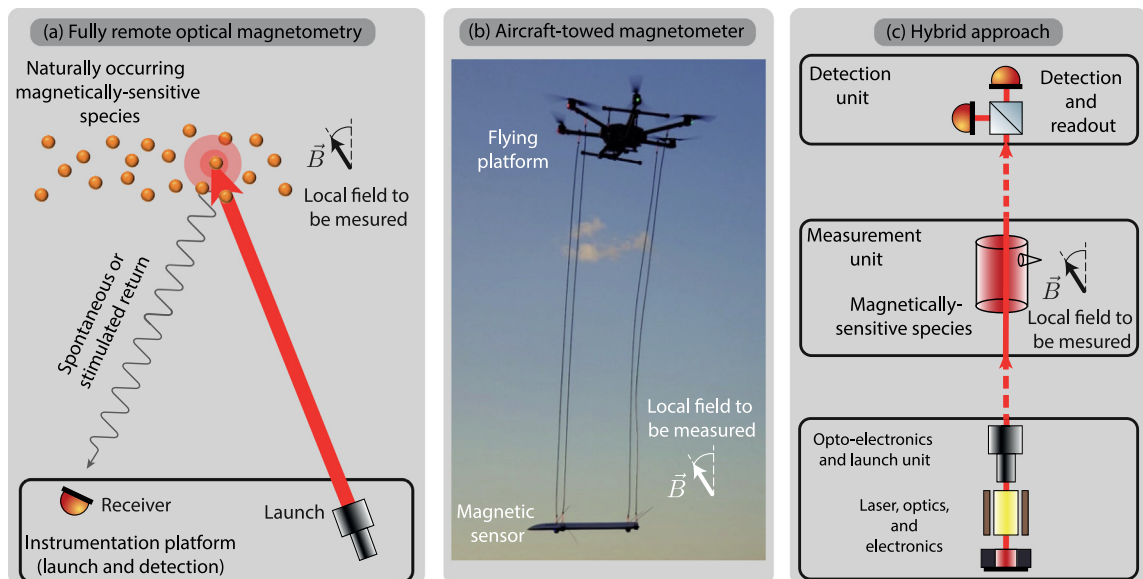 (a) Fully remote optical magnetometry
Naturally occurring
magnetically-sensitive
species
B
Local field to
be mesured
Spontaneous or
stimulated return
Receiver
Launch
Instrumentation platform
(launch and detection)
(b) Aircraft-towed magnetometer
Flying
platform
Local field to
be measured
B
Magnetic
sensor
(c) Hybrid approach
Detection
unit
Detection
and
readout
Measurement
unit
B
Magnetically-
sensitive species
Local field to
be mesured
Opto-electronics
and launch unit
Laser, optics,
and
electronics